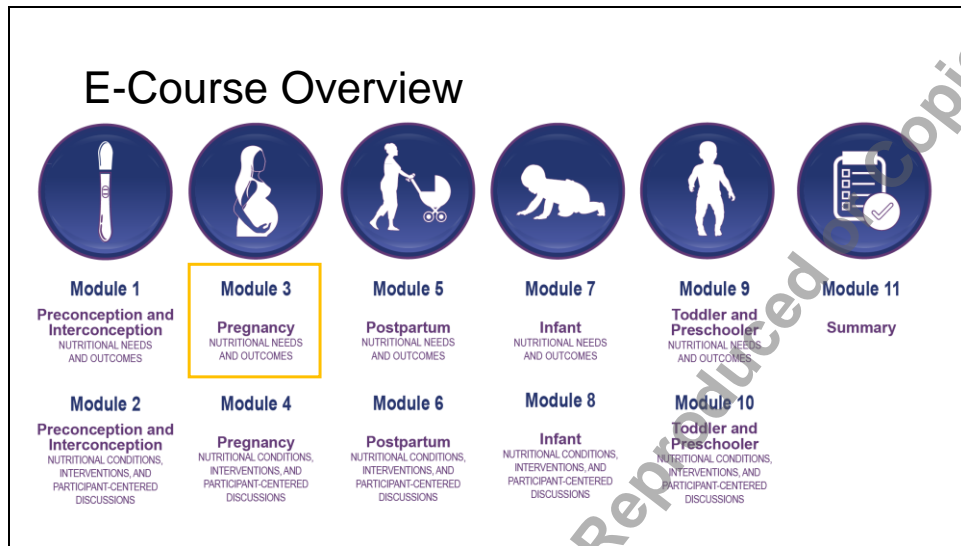 E-Course Overview
Module 1
Preconception and
Interconception
NUTRITIONAL NEEDS
AND OUTCOMES
Module 3
Pregnancy
NUTRITIONAL NEEDS
AND OUTCOMES
Module 5
Postpartum
NUTRITIONAL NEEDS
AND OUTCOMES
Module 7
Infant
NUTRITIONAL NEEDS
AND OUTCOMES
Module 9
Toddler and
Preschooler
NUTRITIONAL NEEDS
AND OUTCOMES
Module 11
Summary
Module 2
Preconception and
Interconception
NUTRITIONAL CONDITIONS,
INTERVENTIONS, AND
PARTICIPANT-CENTERED
DISCUSSIONS
Module 4
Pregnancy
NUTRITIONAL CONDITIONS,
INTERVENTIONS, AND
PARTICIPANT-CENTERED
DISCUSSIONS
Module 6
Postpartum
NUTRITIONAL CONDITIONS,
INTERVENTIONS, AND
PARTICIPANT-CENTERED
DISCUSSIONS
Module 8
Infant
NUTRITIONAL CONDITIONS,
INTERVENTIONS, AND
PARTICIPANT-CENTERED
DISCUSSIONS
Module 10
Toddler and
Preschooler
NUTRITIONAL CONDITIONS,
INTERVENTIONS, AND
PARTICIPANT-CENTERED
DISCUSSIONS
Reproduced or